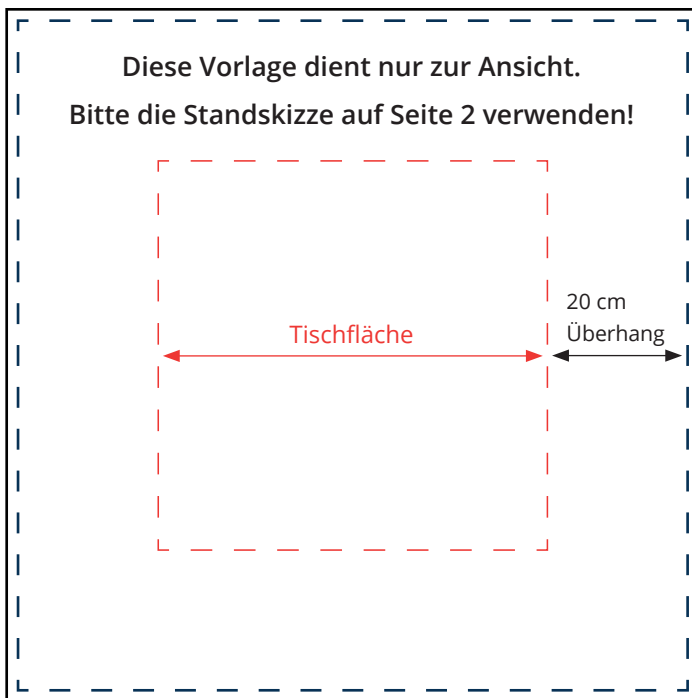 Diese Vorlage dient nur zur Ansicht.
Bitte die Standskizze auf Seite 2 verwenden!
20 cm
Überhang
Tischfläche